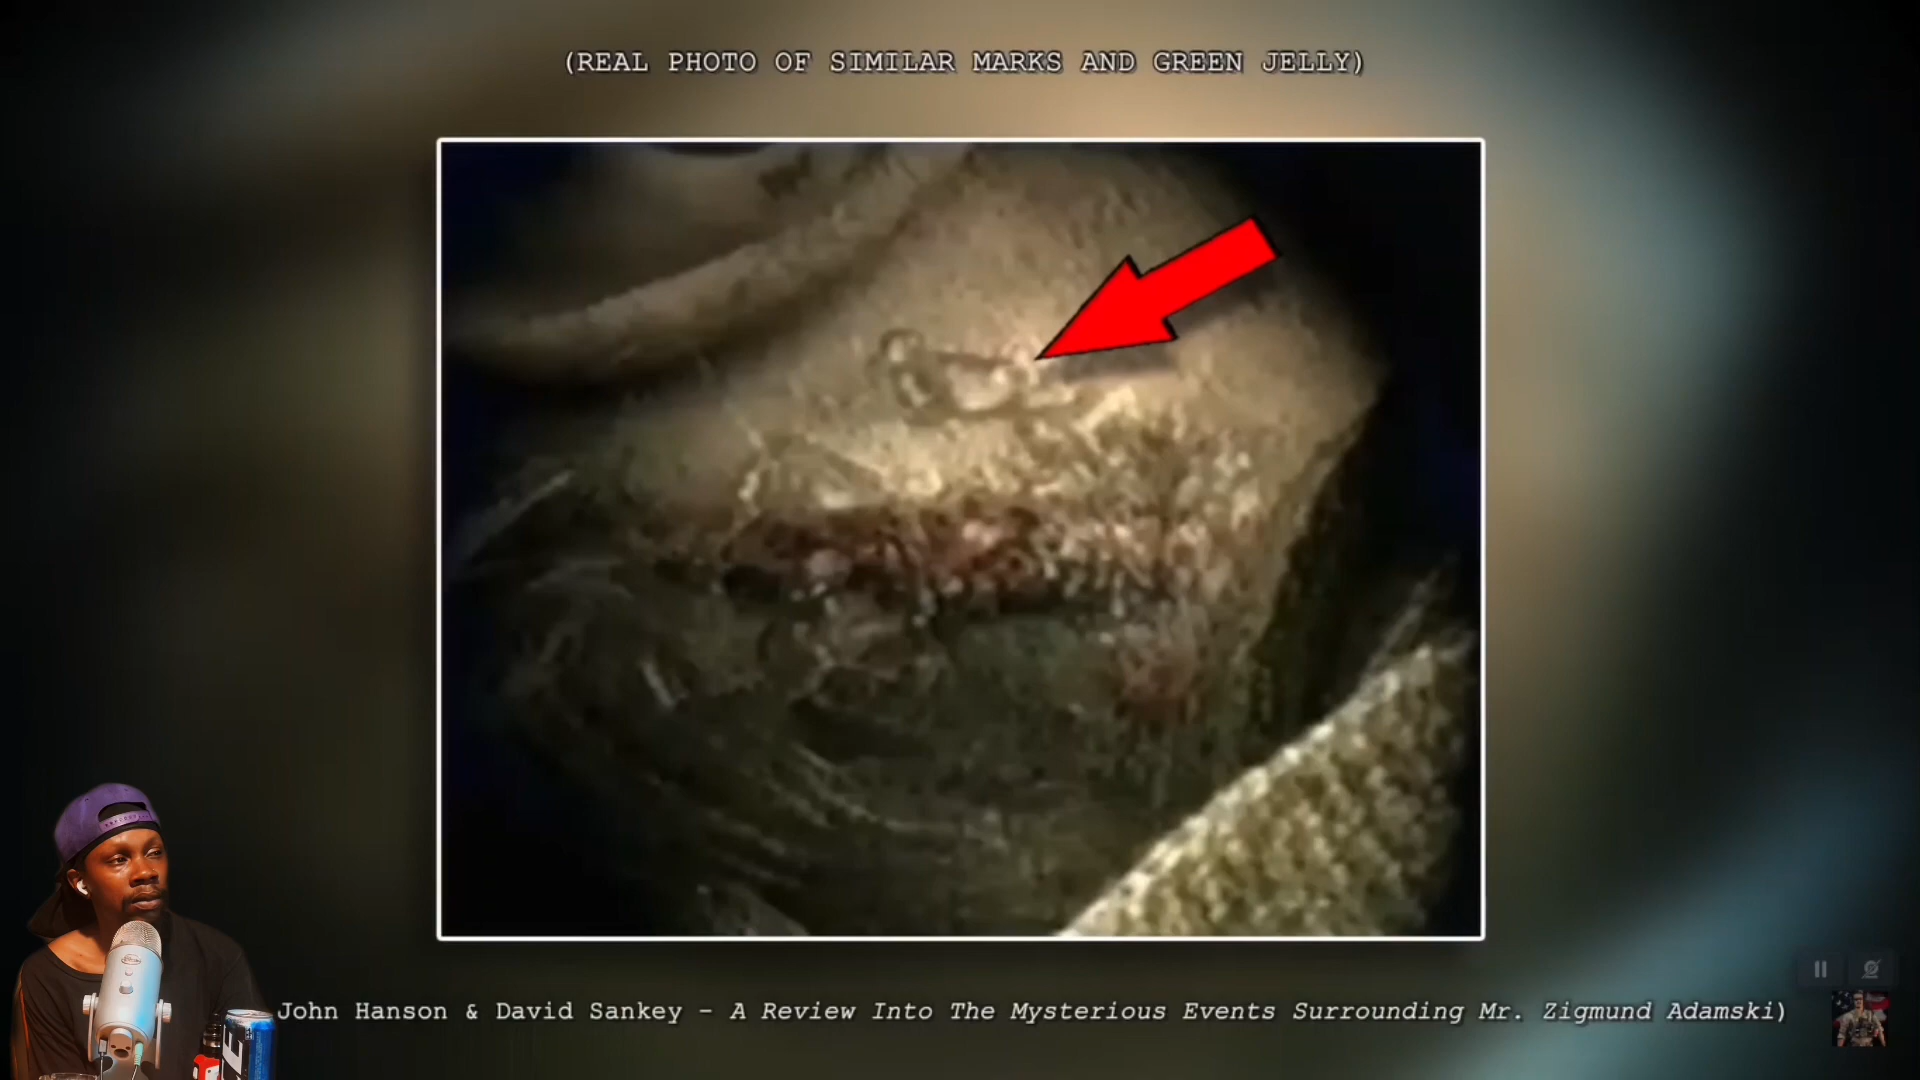 (REAL PHOTO OF SIMILAR MARKS AND GREEN JELLY)
John Hanson & David Sankey - A Review Into The Mysterious Events Surrounding Mr. Zigmund Adamski)